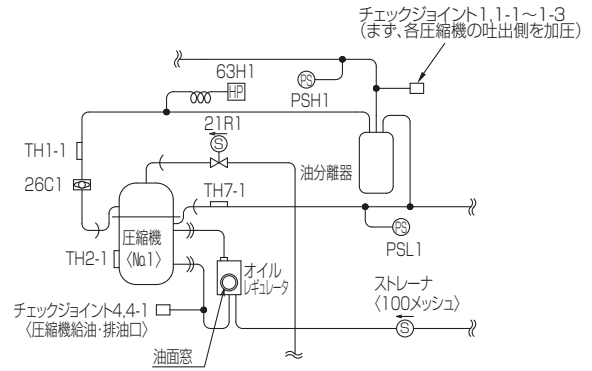 チェックジョイント1,1-1〜1-3
(まず、各圧縮機の吐出側を加圧)
63H1
HP
PS
PSH1
21R1
S
TH1-1
油分離器
26C1
TH7-1
圧縮機
〈No.1〉
PS
PSL1
TH2-1
オイル
レギュレータ
ストレーナ
〈100メッシュ〉
チェックジョイント4,4-1
〈圧縮機給油・排油口〉
S
油面窓